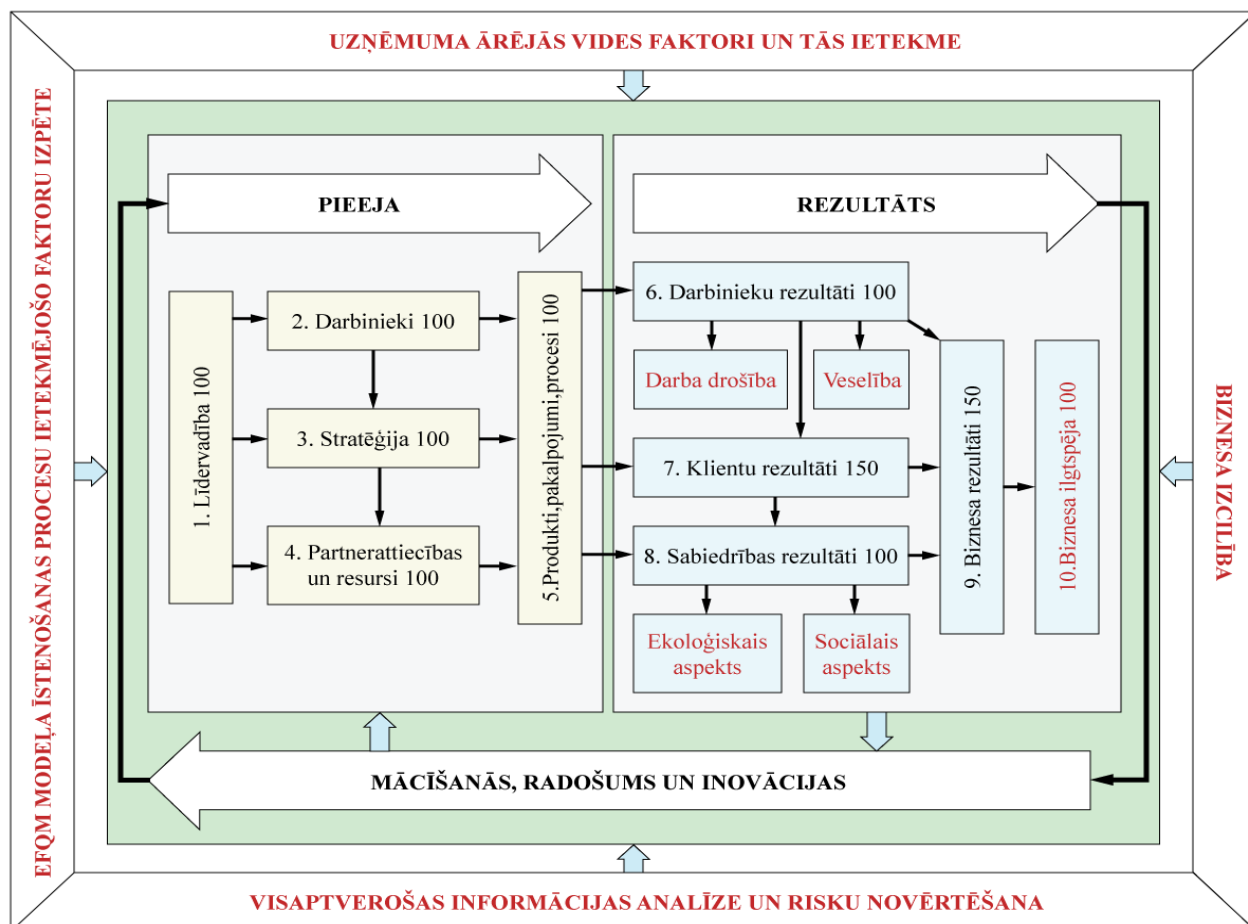 UZŅĒMUMA ĀRĒJĀS VIDES FAKTORI UN TĀS IETEKME
EFQM MODEĻA ĪSTENOŠANAS PROCESU IETEKMĒJOŠO FAKTORU IZPĒTE
PIEEJA
REZULTĀTS
1. Līdervadība 100
2. Darbinieki 100
3. Stratēģija 100
4. Partnerattiecības
un resursi 100
5.Produkti,pakalpojumi,procesi 100
6. Darbinieku rezultāti 100
Darba drošība
Veselība
7. Klientu rezultāti 150
8. Sabiedrības rezultāti 100
Ekoloģiskais
aspekts
Sociālais
aspekts
9. Biznesa rezultāti 150
10.Biznesa ilgtspēja 100
BIZNESA IZCILĪBA
MĀCĪŠANĀS, RADOŠUMS UN INOVĀCIJAS
VISAPTVEROŠAS INFORMĀCIJAS ANALĪZE UN RISKU NOVĒRTĒŠANA